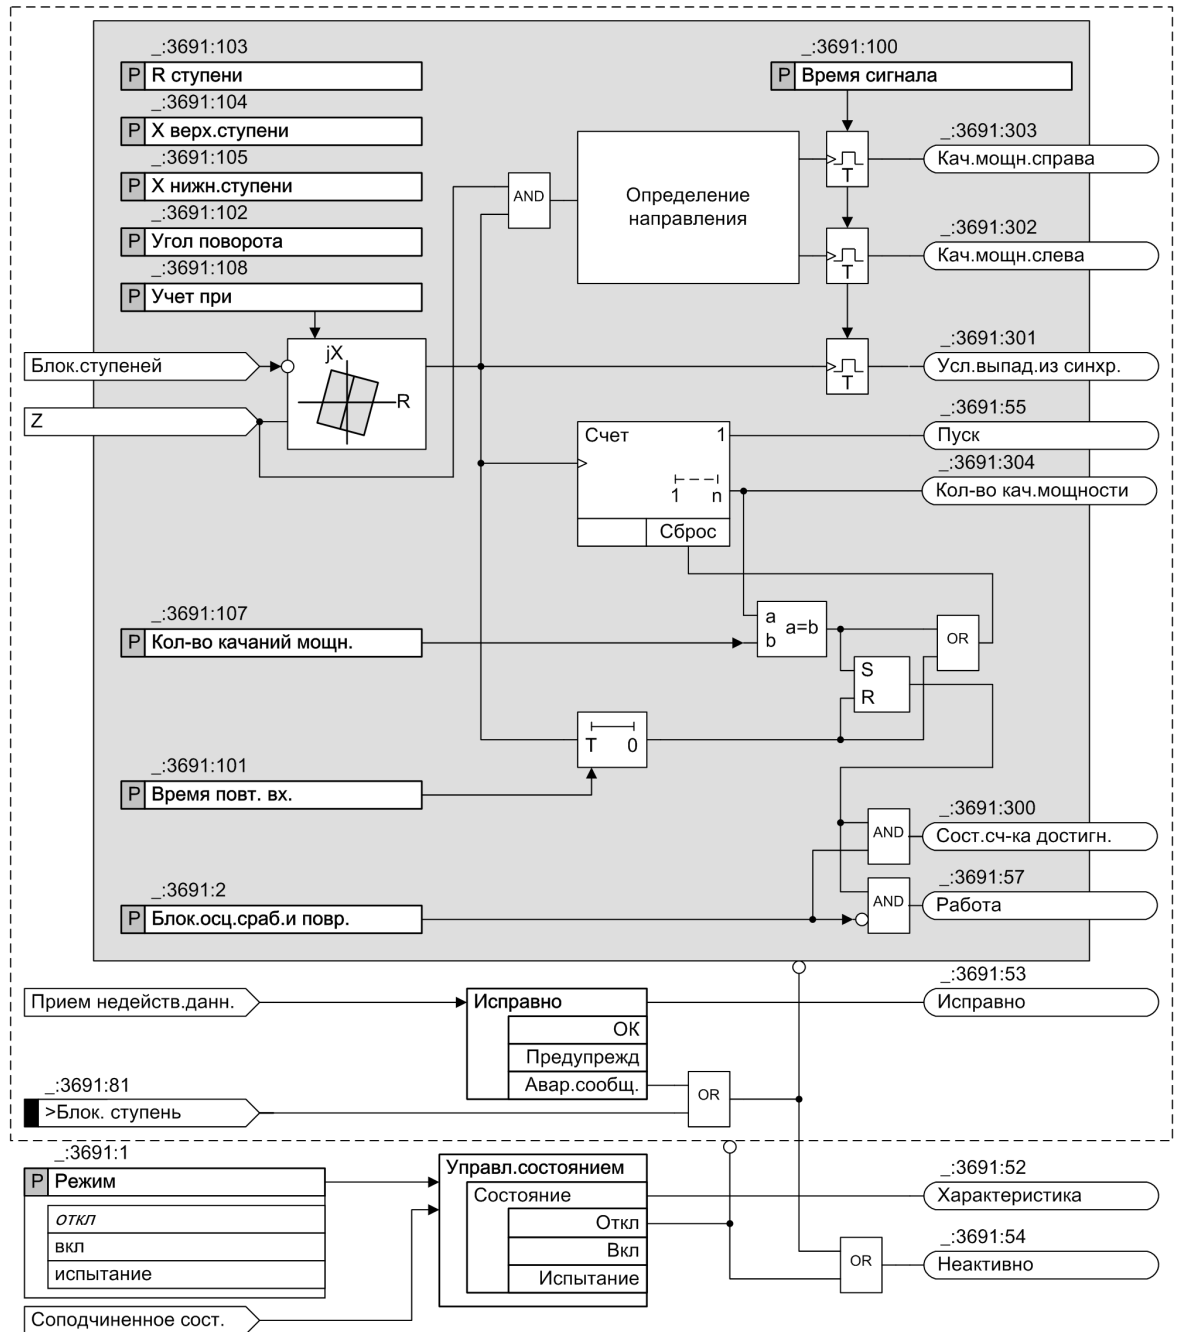 _:3691:103
P R ступени
_:3691:104
P X верх.ступени
_:3691:105
P X нижн.ступени
_:3691:102
P Угол поворота
_:3691:108
P Учет при
_:3691:100
P Время сигнала
AND
Определение
направления
T
_:3691:303
Кач.мощн.справа
T
_:3691:302
Кач.мощн.слева
Блок.ступеней
Z
jX
R
T
_:3691:301
Усл.выпад.из синхр.
Счет 1
1 n
Сброс
_:3691:55
Пуск
_:3691:304
Кол-во кач.мощности
_:3691:107
P Кол-во качаний мощн.
a
b
a=b
OR
S
R
T 0
_:3691:101
P Время повт. вх.
AND
_:3691:300
Сост.сч-ка достигн.
_:3691:2
P Блок.осц.сраб.и повр.
AND
_:3691:57
Работа
Прием недейств.данн.
Исправно
ОК
Предупрежд
Авар.сообщ.
_:3691:53
Исправно
OR
_:3691:81
>Блок. ступень
_:3691:1
P Режим
откл
вкл
испытание
Соподчиненное сост.
Управл.состоянием
Состояние
Откл
Вкл
Испытание
_:3691:52
Характеристика
OR
_:3691:54
Неактивно